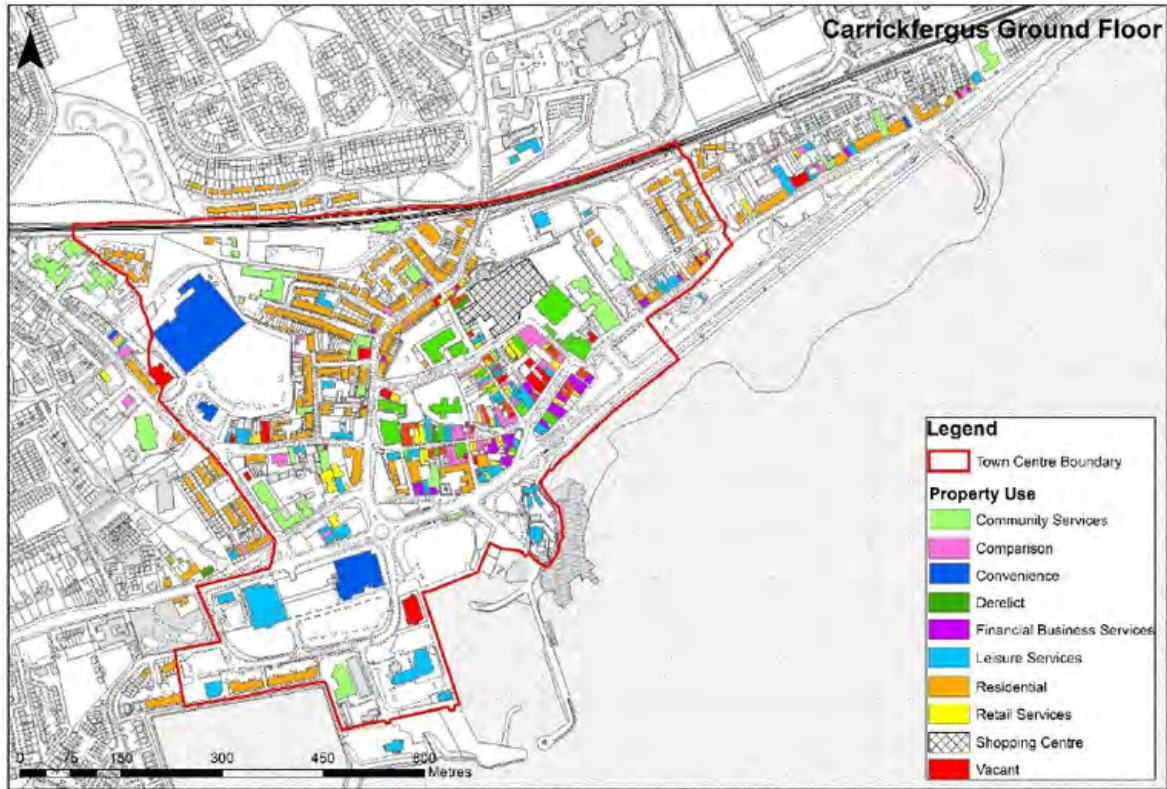 Carrickfergus Ground Floor
Legend
Town Centre Boundary
Property Use
Community Services
Comparison
Convenience
Derelict
Financial Business Services
Leisure Services
Residential
Retail Services
Shopping Centre
Vacant
0 75 150 300 450 600
Metres